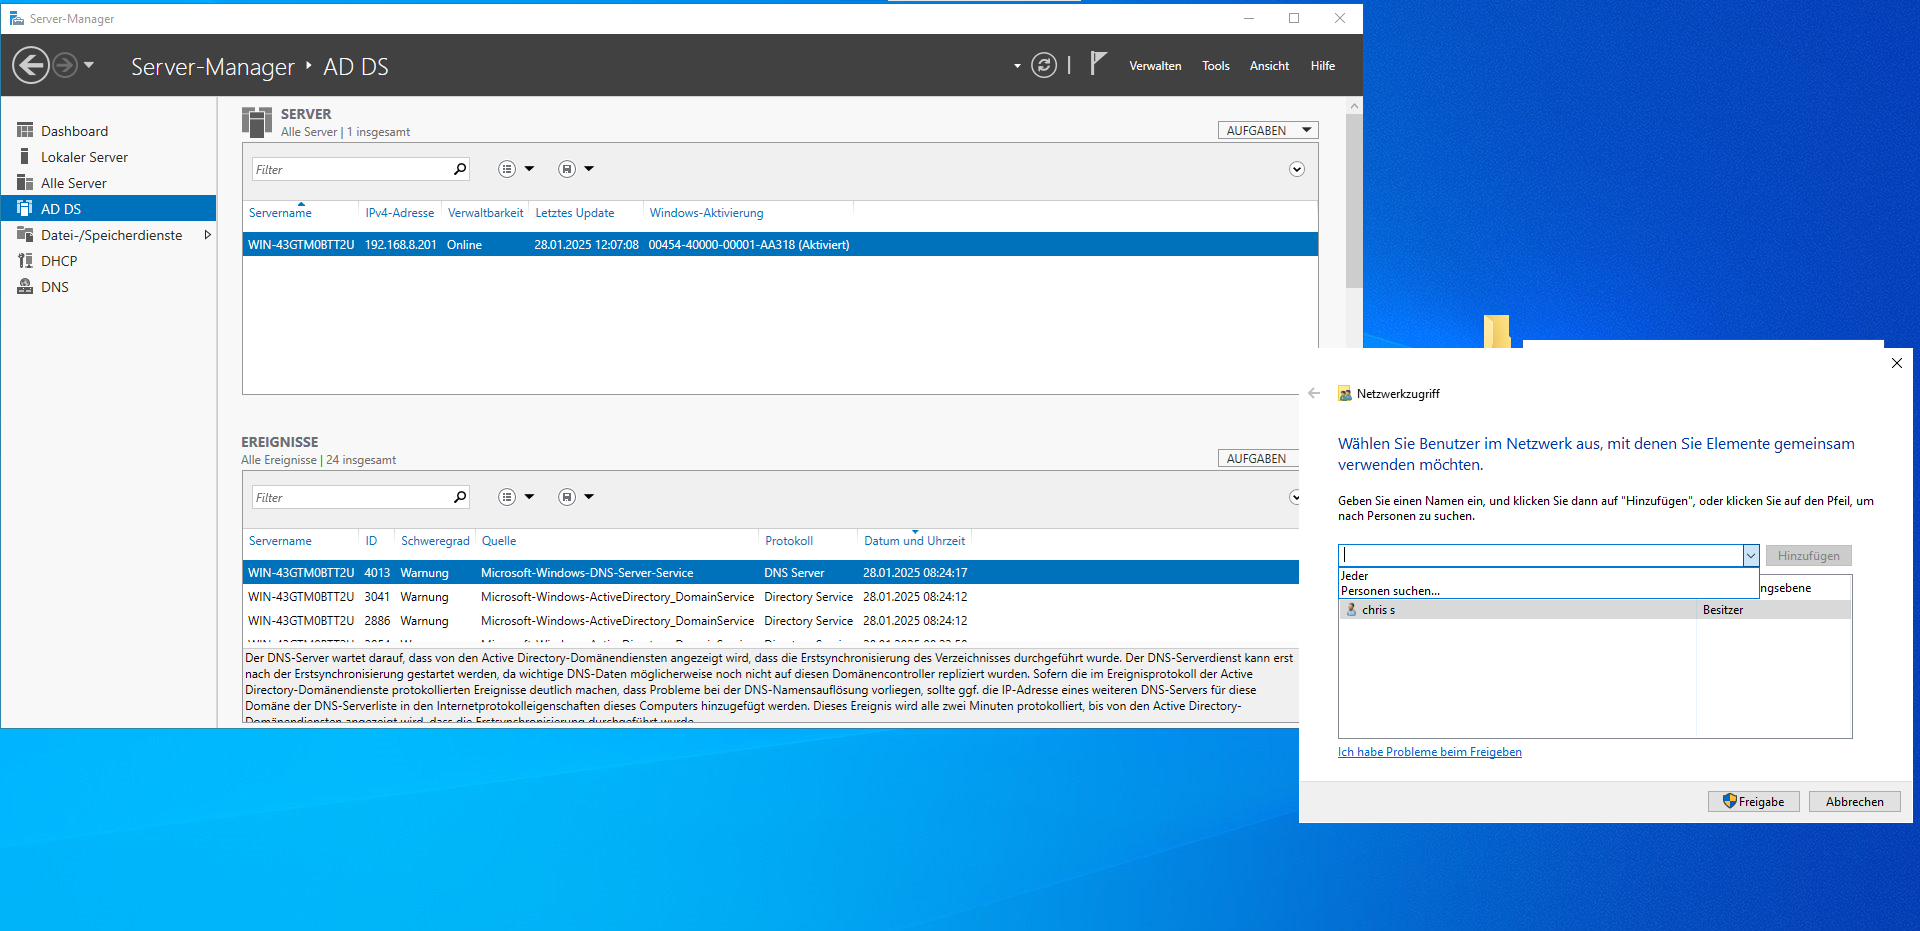 Server-Manager
Server-Manager ‣ AD DS
Verwalten Tools Ansicht Hilfe
Dashboard
Lokaler Server
Alle Server
AD DS
Datei-/Speicherdienste
DHCP
DNS
SERVER
Alle Server | 1 insgesamt
AUFGABEN
Filter
Servername IPv4-Adresse Verwaltbarkeit Letztes Update Windows-Aktivierung
WIN-43GTM0BTT2U 192.168.8.201 Online 28.01.2025 12:07:08 00454-40000-00001-AA318 (Aktiviert)
EREIGNISSE
Alle Ereignisse | 24 insgesamt
AUFGABEN
Filter
Servername ID Schweregrad Quelle Protokoll Datum und Uhrzeit
WIN-43GTM0BTT2U 4013 Warnung Microsoft-Windows-DNS-Server-Service DNS Server 28.01.2025 08:24:17
WIN-43GTM0BTT2U 3041 Warnung Microsoft-Windows-ActiveDirectory_DomainService Directory Service 28.01.2025 08:24:12
WIN-43GTM0BTT2U 2886 Warnung Microsoft-Windows-ActiveDirectory_DomainService Directory Service 28.01.2025 08:24:12
Der DNS-Server wartet darauf, dass von den Active Directory-Domänendiensten angezeigt wird, dass die Erstsynchronisierung des Verzeichnisses durchgeführt wurde. Der DNS-Serverdienst kann erst
nach der Erstsynchronisierung gestartet werden, da wichtige DNS-Daten möglicherweise noch nicht auf diesen Domänencontroller repliziert wurden. Sofern die im Ereignisprotokoll der Active
Directory-Domänendienste protokollierten Ereignisse deutlich machen, dass Probleme bei der DNS-Namensauflösung vorliegen, sollte ggf. die IP-Adresse eines weiteren DNS-Servers für diese
Domäne der DNS-Serverliste in den Internetprotokolleigenschaften dieses Computers hinzugefügt werden. Dieses Ereignis wird alle zwei Minuten protokolliert, bis von den Active Directory-
Domänendiensten angezeigt wird, dass die Erstsynchronisierung durchgeführt wurde.
Netzwerkzugriff
Wählen Sie Benutzer im Netzwerk aus, mit denen Sie Elemente gemeinsam
verwenden möchten.
Geben Sie einen Namen ein, und klicken Sie dann auf "Hinzufügen", oder klicken Sie auf den Pfeil, um
nach Personen zu suchen.
Hinzufügen
Jeder
Personen suchen...
ngsebene
chris s Besitzer
Ich habe Probleme beim Freigeben
Freigabe Abbrechen